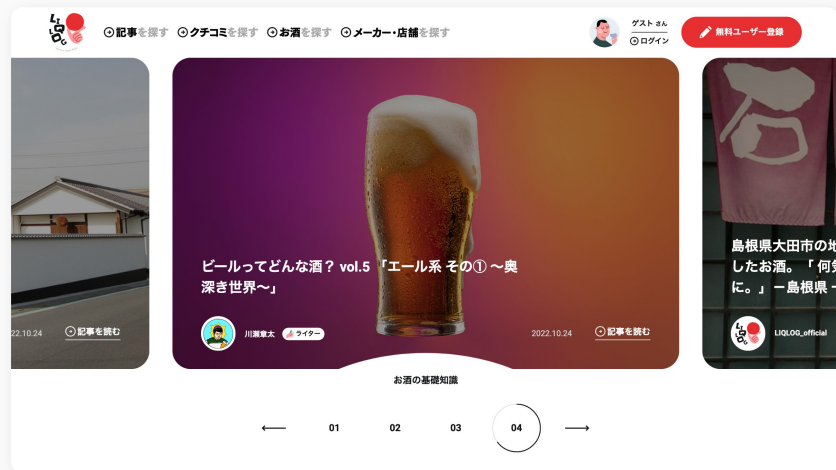 LIQLOG
記事を探す
クチコミを探す
お酒を探す
メーカー・店舗を探す
ゲスト さん
ログイン
無料ユーザー登録
22.10.24
記事を読む
ビールってどんな酒？ vol.5 「エール系 その① 〜奥
深き世界〜」
川瀬章太
ライター
2022.10.24
記事を読む
石
島根県大田市の地
したお酒。「 何気
に。」ー島根県 ー
LIQLOG
LIQLOG_official
お酒の基礎知識
01
02
03
04